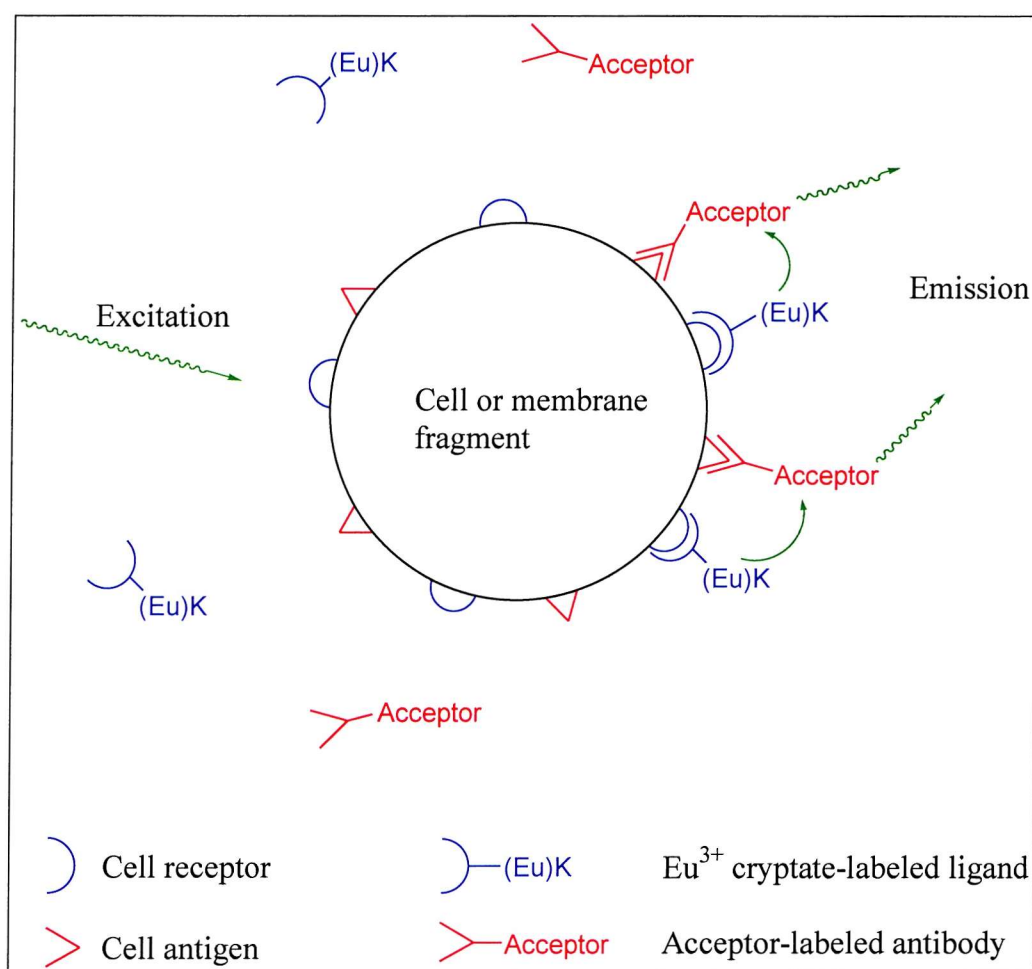 (Eu)K
Acceptor
Acceptor
Excitation
(Eu)K
Emission
Cell or membrane
fragment
Acceptor
(Eu)K
(Eu)K
Acceptor
Cell receptor
(Eu)K
Eu³⁺ cryptate-labeled ligand
Cell antigen
Acceptor
Acceptor-labeled antibody